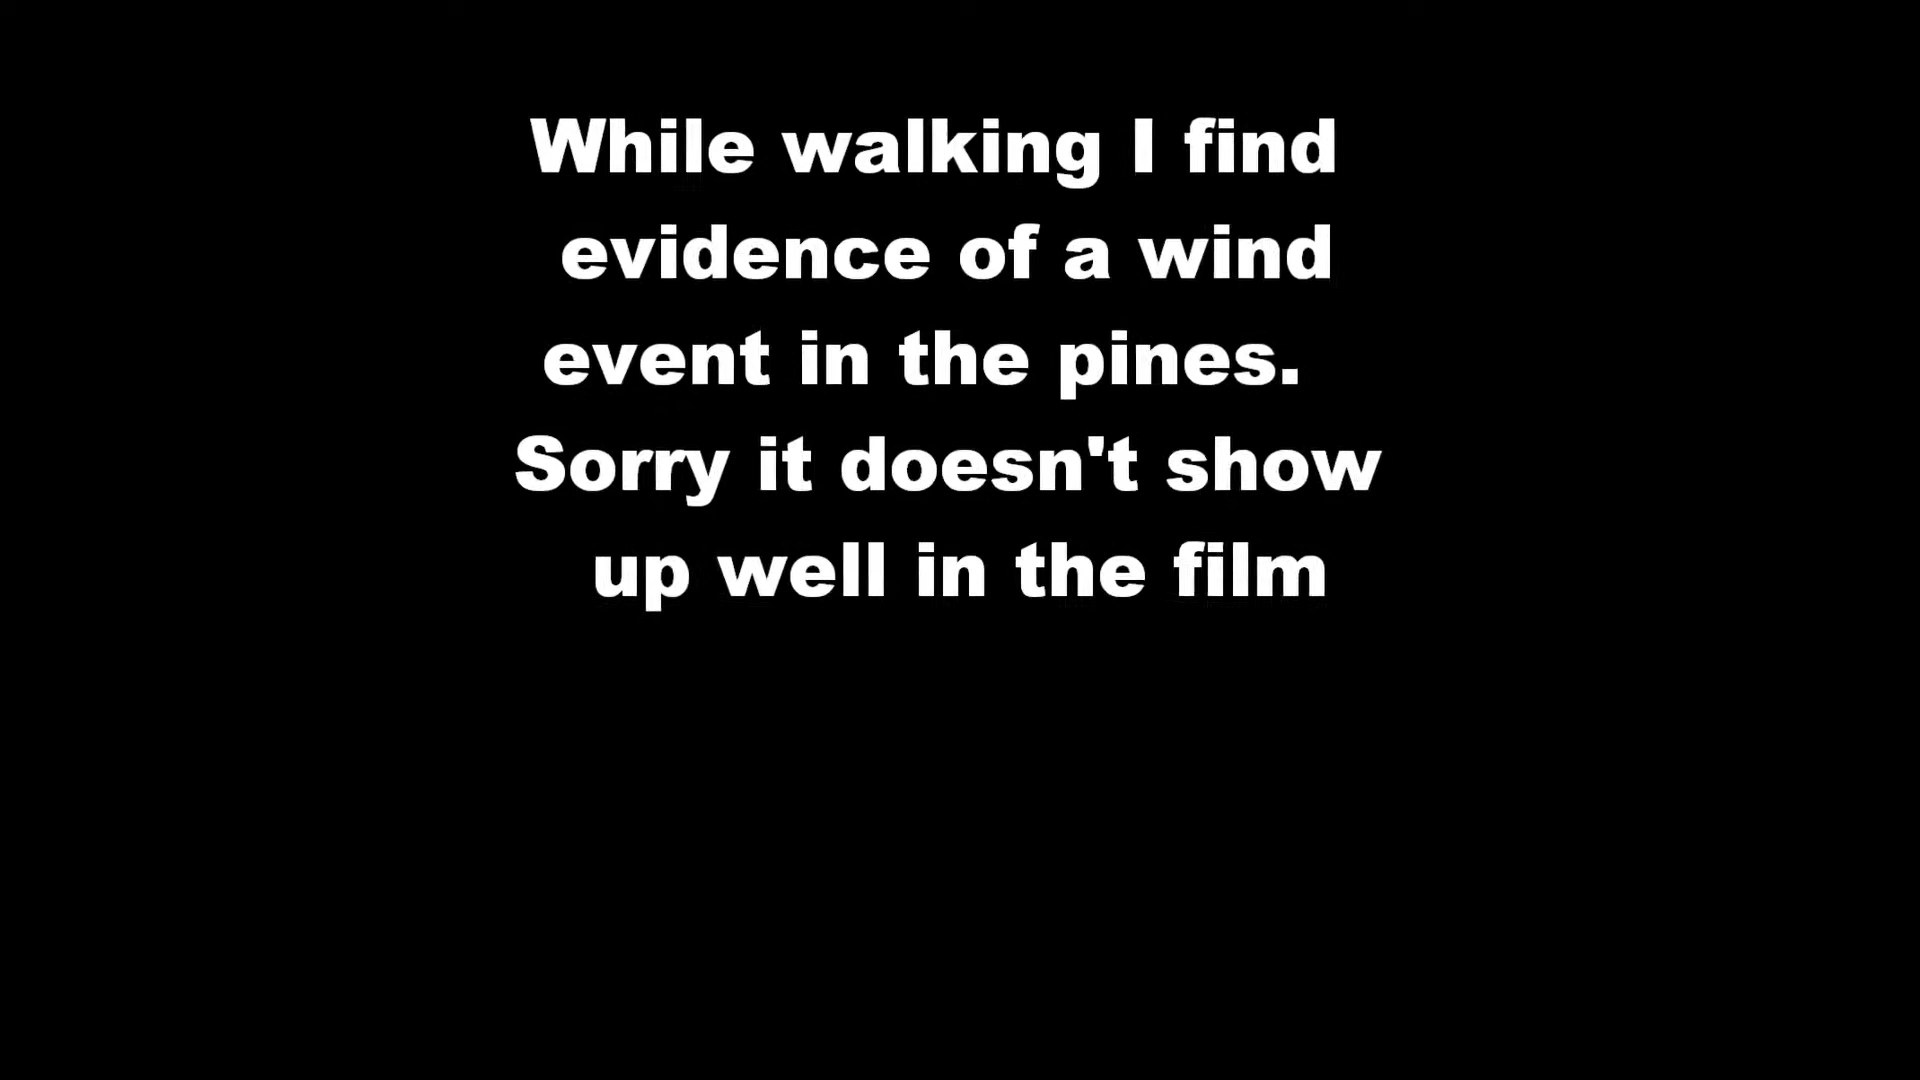 While walking I find
evidence of a wind
event in the pines.
Sorry it doesn't show
up well in the film